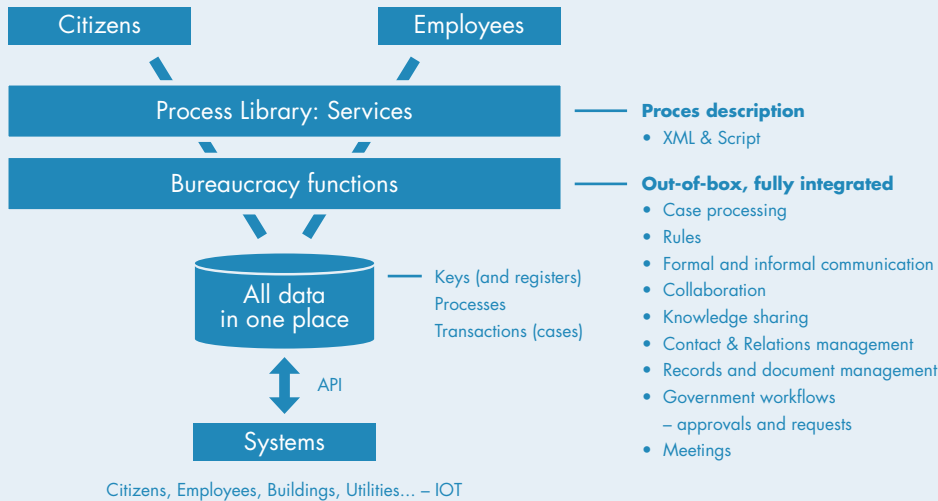 Citizens
Employees
Process Library: Services
Proces description
• XML & Script
Bureaucracy functions
Out-of-box, fully integrated
• Case processing
• Rules
• Formal and informal communication
• Collaboration
• Knowledge sharing
• Contact & Relations management
• Records and document management
• Government workflows
– approvals and requests
• Meetings
All data
in one place
Keys (and registers)
Processes
Transactions (cases)
API
Systems
Citizens, Employees, Buildings, Utilities... – IOT